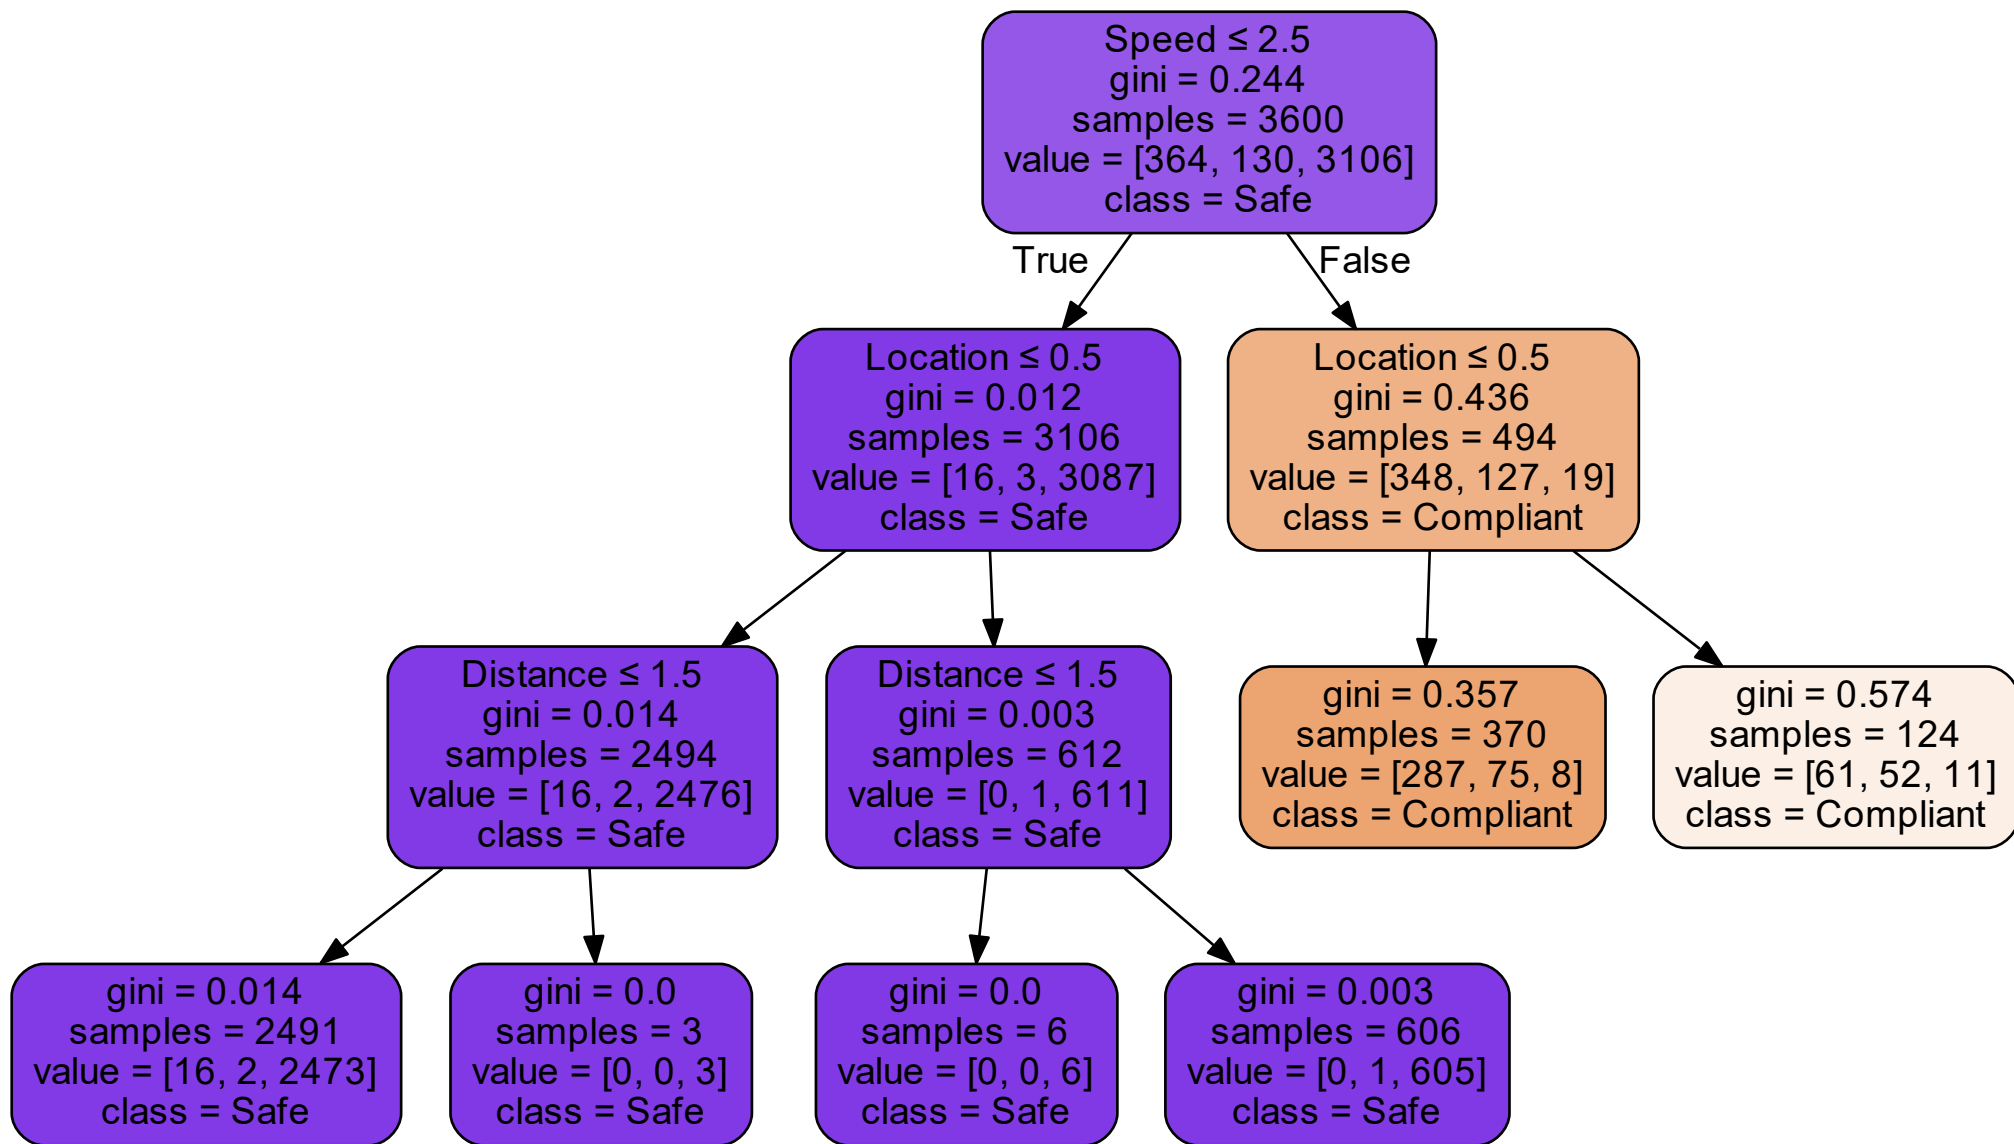 Speed ≤ 2.5
gini = 0.244
samples = 3600
value = [364, 130, 3106]
class = Safe
True
False
Location ≤ 0.5
gini = 0.012
samples = 3106
value = [16, 3, 3087]
class = Safe
Location ≤ 0.5
gini = 0.436
samples = 494
value = [348, 127, 19]
class = Compliant
Distance ≤ 1.5
gini = 0.014
samples = 2494
value = [16, 2, 2476]
class = Safe
Distance ≤ 1.5
gini = 0.003
samples = 612
value = [0, 1, 611]
class = Safe
gini = 0.357
samples = 370
value = [287, 75, 8]
class = Compliant
gini = 0.574
samples = 124
value = [61, 52, 11]
class = Compliant
gini = 0.014
samples = 2491
value = [16, 2, 2473]
class = Safe
gini = 0.0
samples = 3
value = [0, 0, 3]
class = Safe
gini = 0.0
samples = 6
value = [0, 0, 6]
class = Safe
gini = 0.003
samples = 606
value = [0, 1, 605]
class = Safe